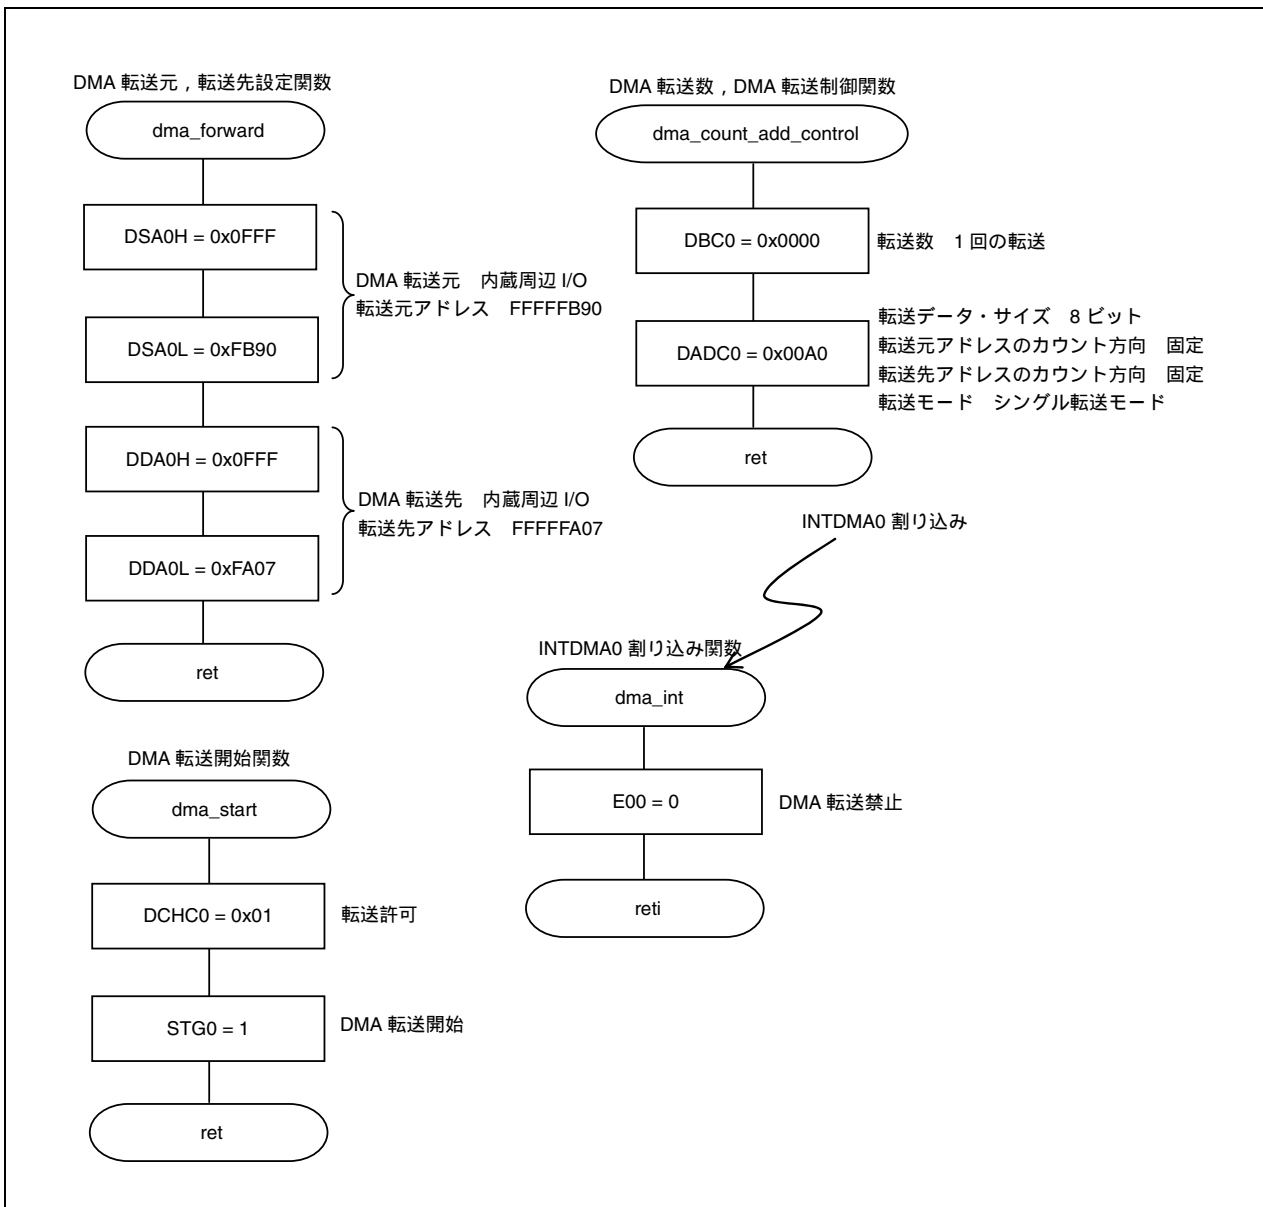 DMA 転送元，転送先設定関数
dma_forward
DSA0H = 0x0FFF
DSA0L = 0xFB90
DMA 転送元　内蔵周辺 I/O
転送元アドレス　FFFFFB90
DDA0H = 0x0FFF
DDA0L = 0xFA07
DMA 転送先　内蔵周辺 I/O
転送先アドレス　FFFFFA07
ret
DMA 転送数，DMA 転送制御関数
dma_count_add_control
DBC0 = 0x0000
転送数　1 回の転送
DADC0 = 0x00A0
転送データ・サイズ　8 ビット
転送元アドレスのカウント方向　固定
転送先アドレスのカウント方向　固定
転送モード　シングル転送モード
ret
INTDMA0 割り込み
INTDMA0 割り込み関数
dma_int
E00 = 0
DMA 転送禁止
reti
DMA 転送開始関数
dma_start
DCHC0 = 0x01
転送許可
STG0 = 1
DMA 転送開始
ret